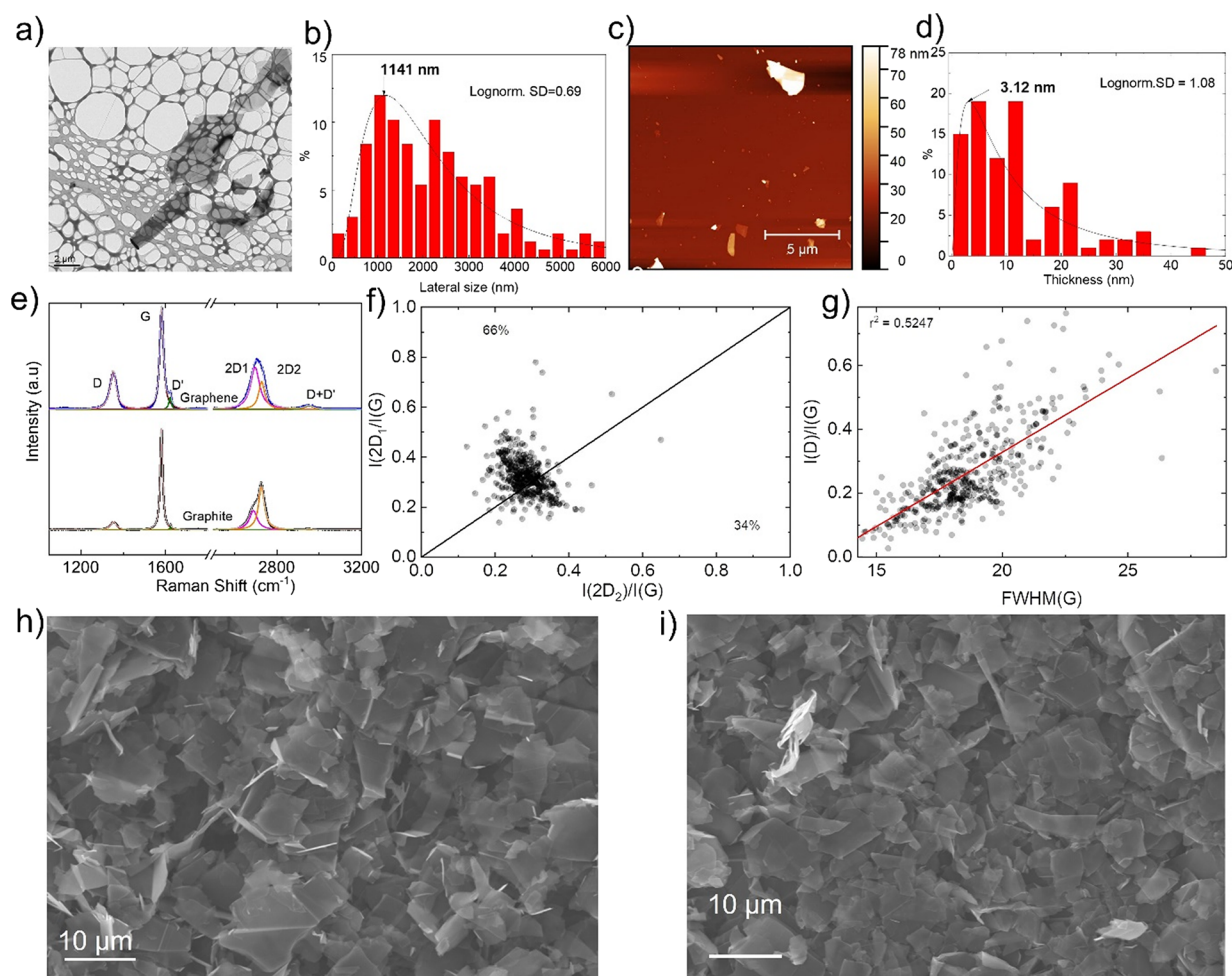 a)
2 µm
b)
15
10
5
0
%
1141 nm
Lognorm. SD=0.69
0 1000 2000 3000 4000 5000 6000
Lateral size (nm)
c)
5 µm
78 nm
70
60
50
40
30
20
10
0
d)
25
20
15
10
5
0
%
3.12 nm
Lognorm.SD = 1.08
0 10 20 30 40 50
Thickness (nm)
e)
Intensity (a.u)
D
G
D'
Graphene
2D1
2D2
D+D'
Graphite
1200 1600 2800 3200
Raman Shift (cm-1)
f)
1.0
0.8
0.6
0.4
0.2
0.0
I(2D1/I(G)
66%
34%
0.0 0.2 0.4 0.6 0.8 1.0
I(2D2)/I(G)
g)
0.8
0.6
0.4
0.2
0.0
I(D)/I(G)
r2 = 0.5247
15 20 25
FWHM(G)
h)
10 µm
i)
10 µm